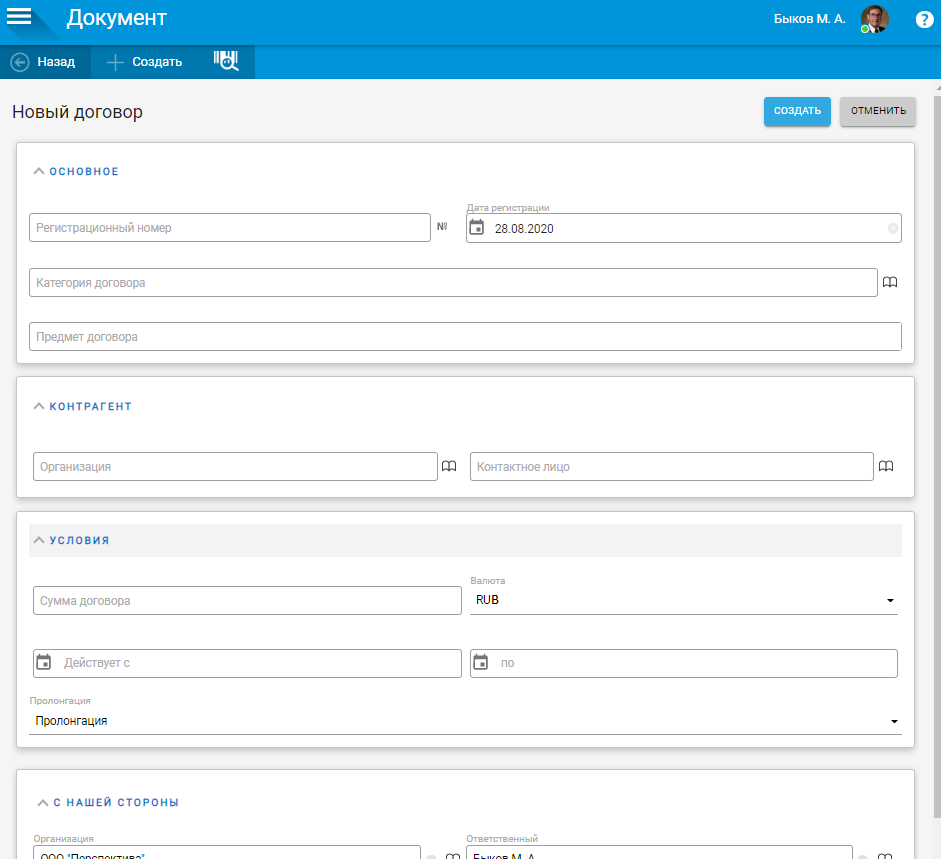 Документ
Быков М. А.
?
Назад
Создать
Новый договор
СОЗДАТЬ
ОТМЕНИТЬ
ОСНОВНОЕ
Дата регистрации
Регистрационный номер
№
28.08.2020
Категория договора
Предмет договора
КОНТРАГЕНТ
Организация
Контактное лицо
УСЛОВИЯ
Валюта
Сумма договора
RUB
Действует с
по
Пролонгация
Пролонгация
С НАШЕЙ СТОРОНЫ
Организация
Ответственный
ООО "Перспектива"
Быков М. А.